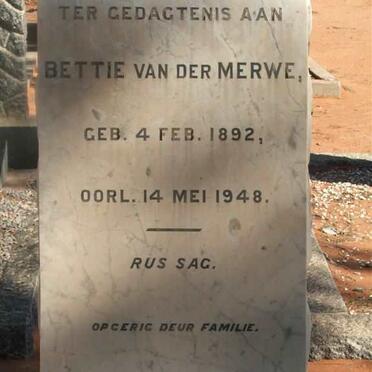 TER GEDAGTENIS AAN
BETTIE VAN DER MERWE,
GEB. 4 FEB. 1892,
OORL. 14 MEI 1948.
RUS SAG.
OPGERIG DEUR FAMILIE.